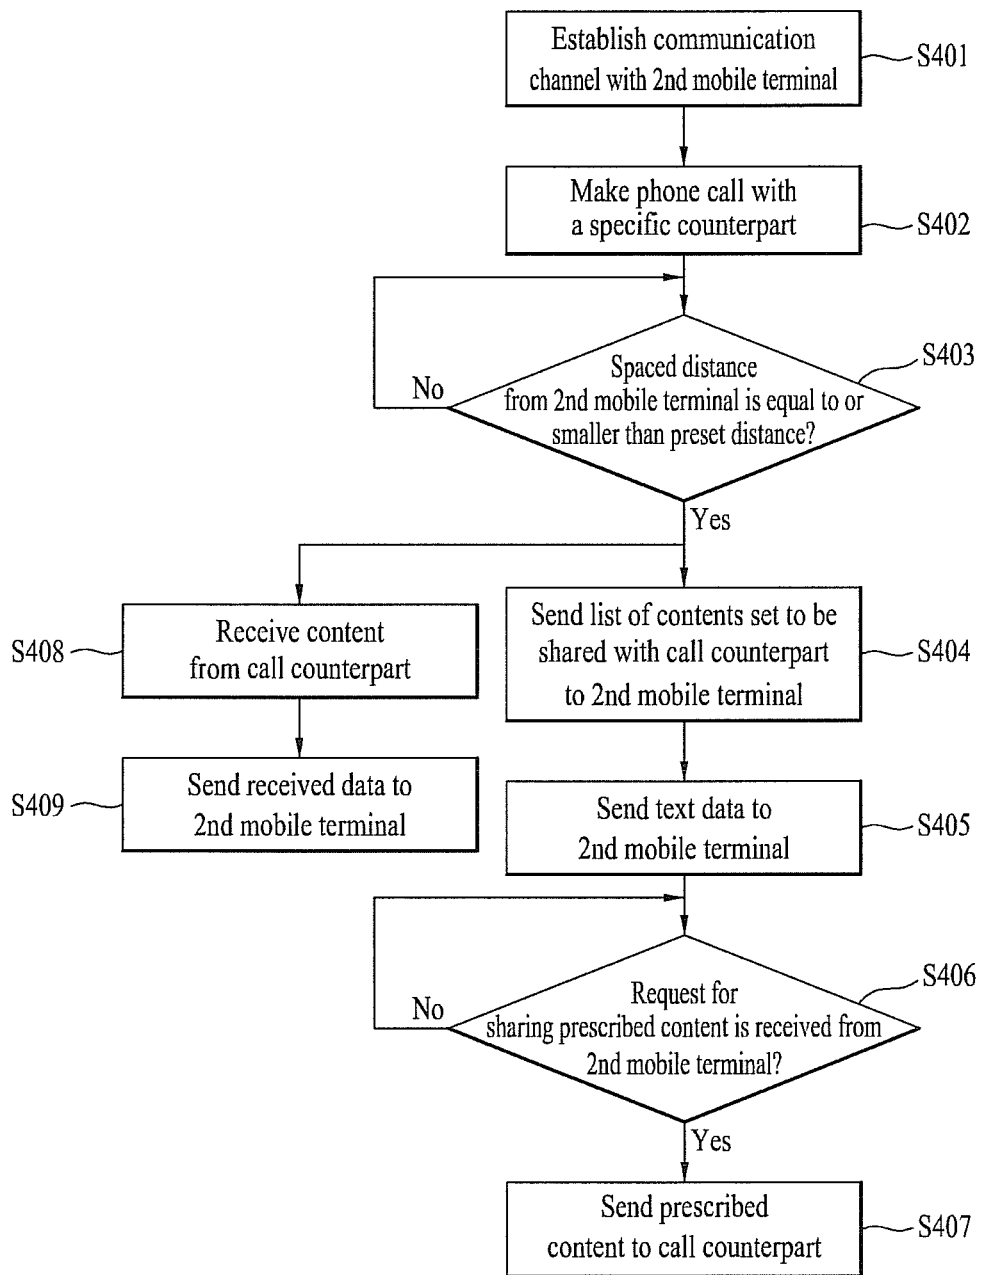 Establish communication
channel with 2nd mobile terminal
S401
Make phone call with
a specific counterpart
S402
Spaced distance
from 2nd mobile terminal is equal to or
smaller than preset distance?
S403
No
Yes
Receive content
from call counterpart
S408
Send list of contents set to be
shared with call counterpart
to 2nd mobile terminal
S404
Send received data to
2nd mobile terminal
S409
Send text data to
2nd mobile terminal
S405
Request for
sharing prescribed content is received from
2nd mobile terminal?
S406
No
Yes
Send prescribed
content to call counterpart
S407